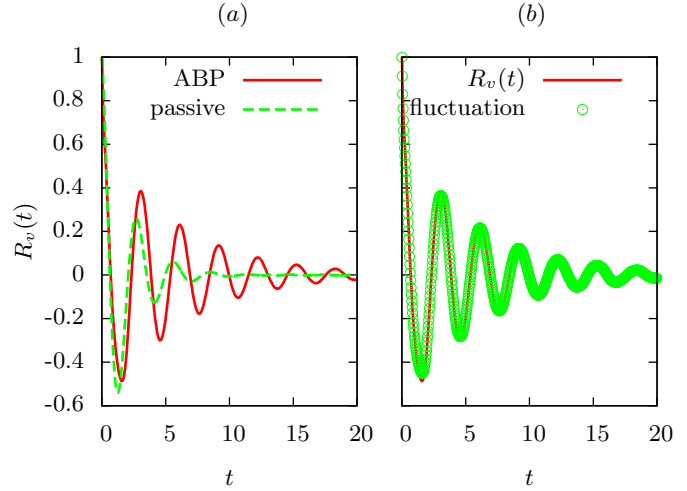 (a)
(b)
R_v(t)
1
0.8
0.6
0.4
0.2
0
-0.2
-0.4
-0.6
ABP
passive
0 5 10 15 20
t
R_v(t)
fluctuation
0 5 10 15 20
t